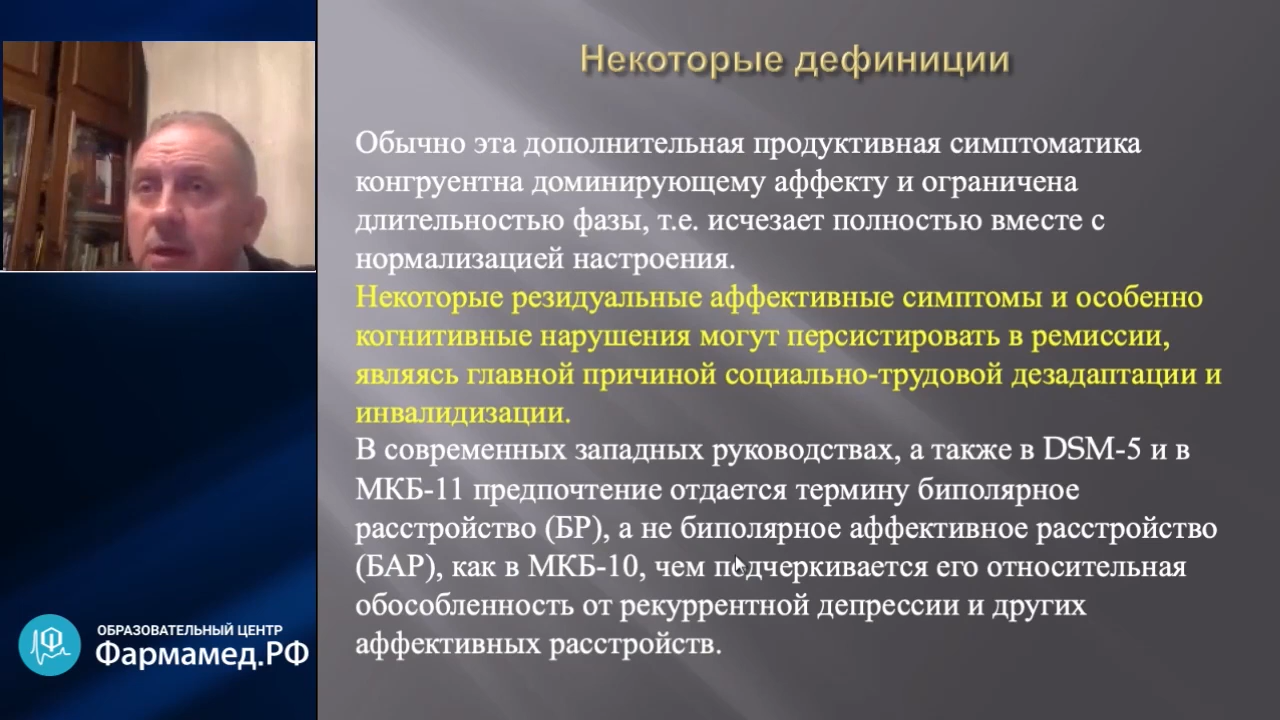 Некоторые дефиниции
Обычно эта дополнительная продуктивная симптоматика
конгруентна доминирующему аффекту и ограничена
длительностью фазы, т.е. исчезает полностью вместе с
нормализацией настроения.
Некоторые резидуальные аффективные симптомы и особенно
когнитивные нарушения могут персистировать в ремиссии,
являясь главной причиной социально-трудовой дезадаптации и
инвалидизации.
В современных западных руководствах, а также в DSM-5 и в
МКБ-11 предпочтение отдается термину биполярное
расстройство (БР), а не биполярное аффективное расстройство
(БАР), как в МКБ-10, чем подчеркивается его относительная
обособленность от рекуррентной депрессии и других
аффективных расстройств.
ОБРАЗОВАТЕЛЬНЫЙ ЦЕНТР
Фармамед.РФ